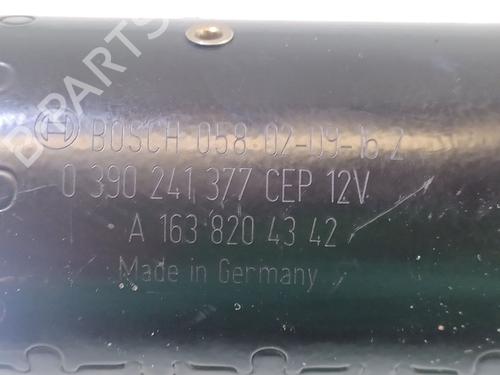 BOSCH 058 02-09-16 2
0 390 241 377 CEP 12V
A 163 820 43 42
Made in Germany
B-PARTS